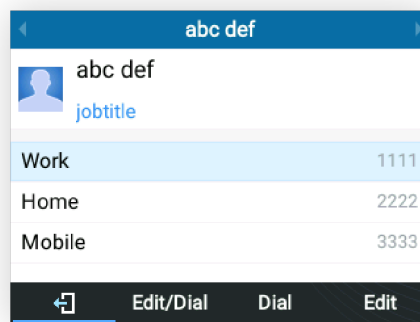 abc def
abc def
jobtitle
Work 1111
Home 2222
Mobile 3333
Edit/Dial Dial Edit